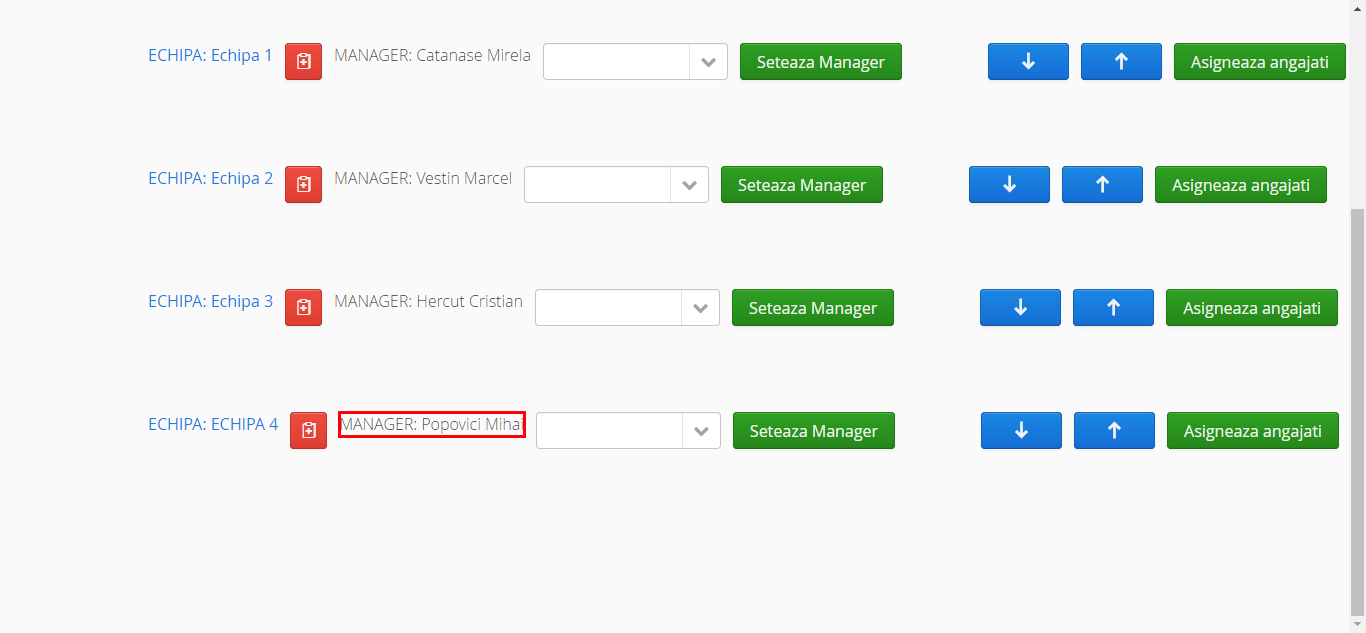 ECHIPA: Echipa 1 MANAGER: Catanase Mirela Seteaza Manager Asigneaza angajati
ECHIPA: Echipa 2 MANAGER: Vestin Marcel Seteaza Manager Asigneaza angajati
ECHIPA: Echipa 3 MANAGER: Hercut Cristian Seteaza Manager Asigneaza angajati
ECHIPA: ECHIPA 4 MANAGER: Popovici Mihai Seteaza Manager Asigneaza angajati